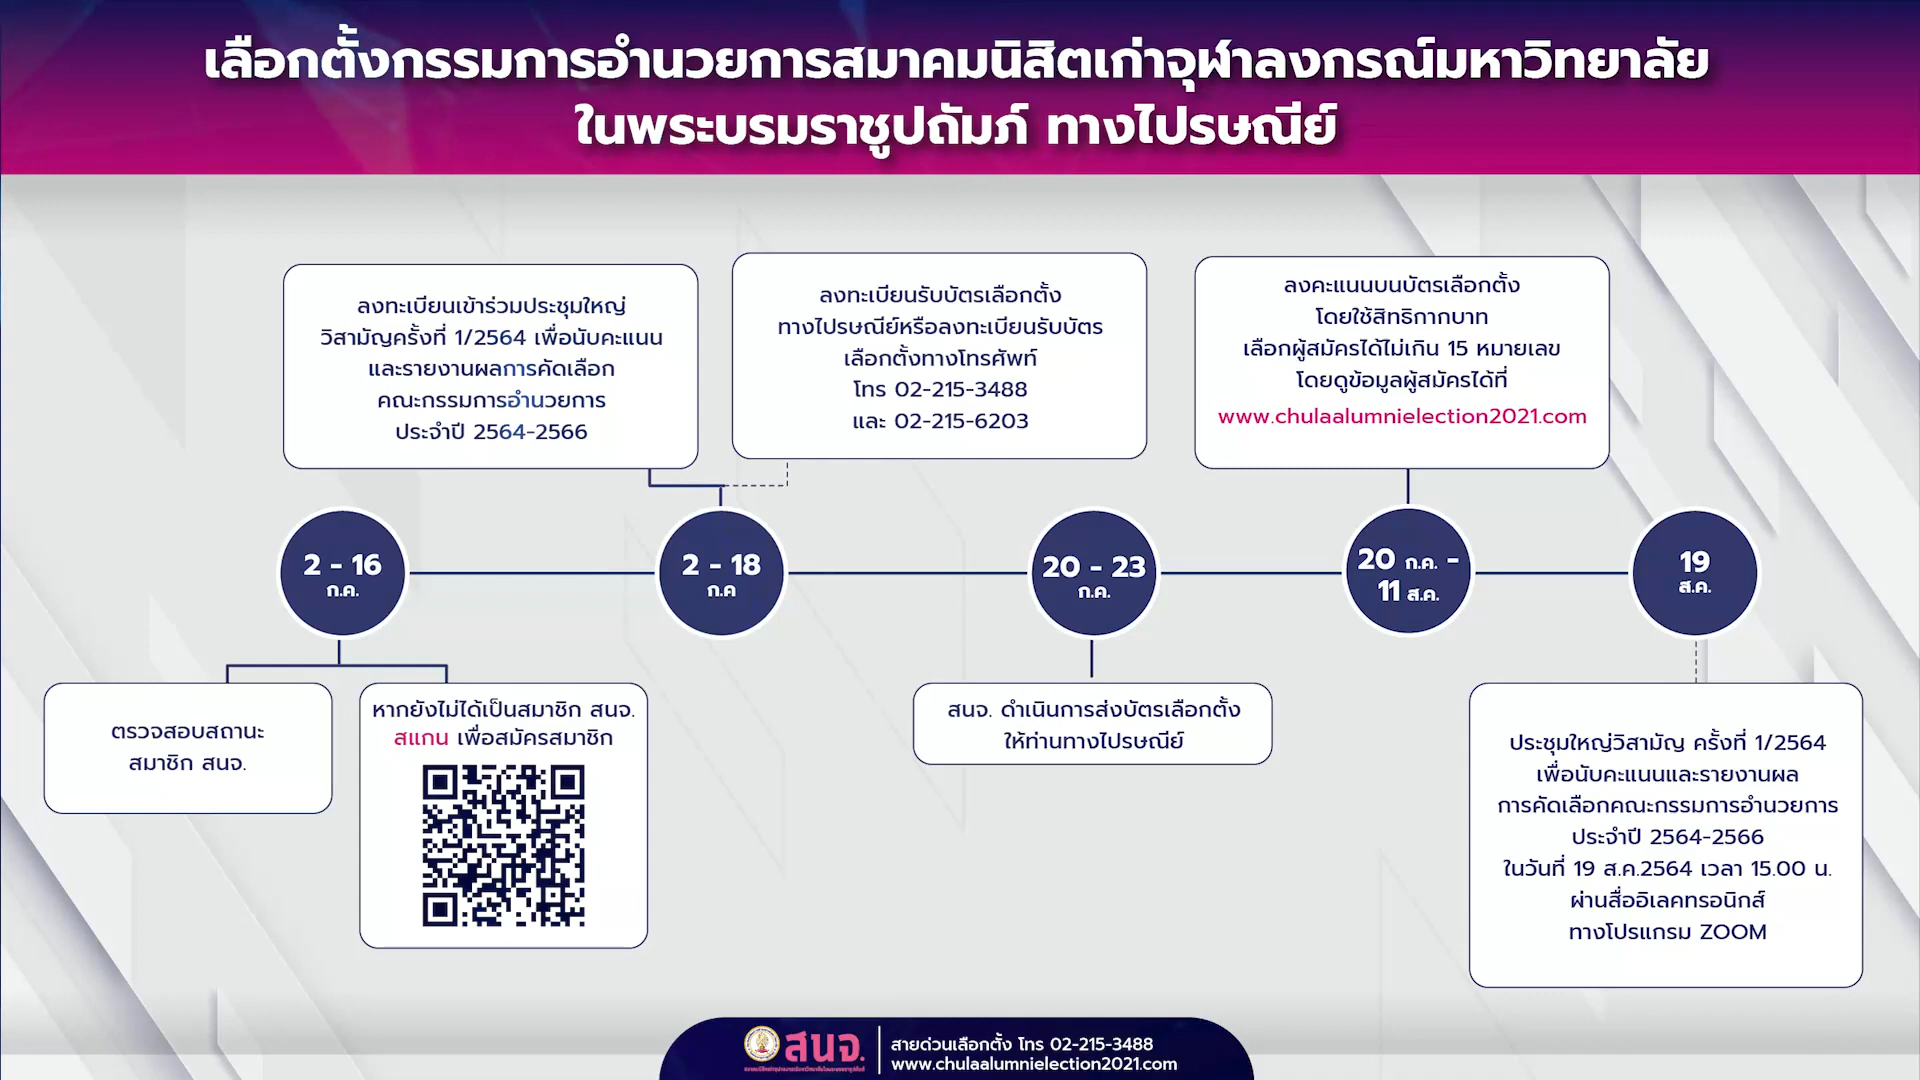 เลือกตั้งกรรมการอำนวยการสมาคมนิสิตเก่าจุฬาลงกรณ์มหาวิทยาลัย
ในพระบรมราชูปถัมภ์ ทางไปรษณีย์
ลงทะเบียนเข้าร่วมประชุมใหญ่
วิสามัญครั้งที่ 1/2564 เพื่อนับคะแนน
และรายงานผลการคัดเลือก
คณะกรรมการอำนวยการ
ประจำปี 2564-2566
ลงทะเบียนรับบัตรเลือกตั้ง
ทางไปรษณีย์หรือลงทะเบียนรับบัตร
เลือกตั้งทางโทรศัพท์
โทร 02-215-3488
และ 02-215-6203
ลงคะแนนบนบัตรเลือกตั้ง
โดยใช้สิทธิกากบาท
เลือกผู้สมัครได้ไม่เกิน 15 หมายเลข
โดยดูข้อมูลผู้สมัครได้ที่
www.chulaalumnielection2021.com
2 - 16
ก.ค.
2 - 18
ก.ค
20 - 23
ก.ค.
20 ก.ค. -
11 ส.ค.
19
ส.ค.
ตรวจสอบสถานะ
สมาชิก สนจ.
หากยังไม่ได้เป็นสมาชิก สนจ.
สแกน เพื่อสมัครสมาชิก
สนจ. ดำเนินการส่งบัตรเลือกตั้ง
ให้ท่านทางไปรษณีย์
ประชุมใหญ่วิสามัญ ครั้งที่ 1/2564
เพื่อนับคะแนนและรายงานผล
การคัดเลือกคณะกรรมการอำนวยการ
ประจำปี 2564-2566
ในวันที่ 19 ส.ค.2564 เวลา 15.00 น.
ผ่านสื่ออิเลคทรอนิกส์
ทางโปรแกรม ZOOM
สนจ.
สายด่วนเลือกตั้ง โทร 02-215-3488
www.chulaalumnielection2021.com